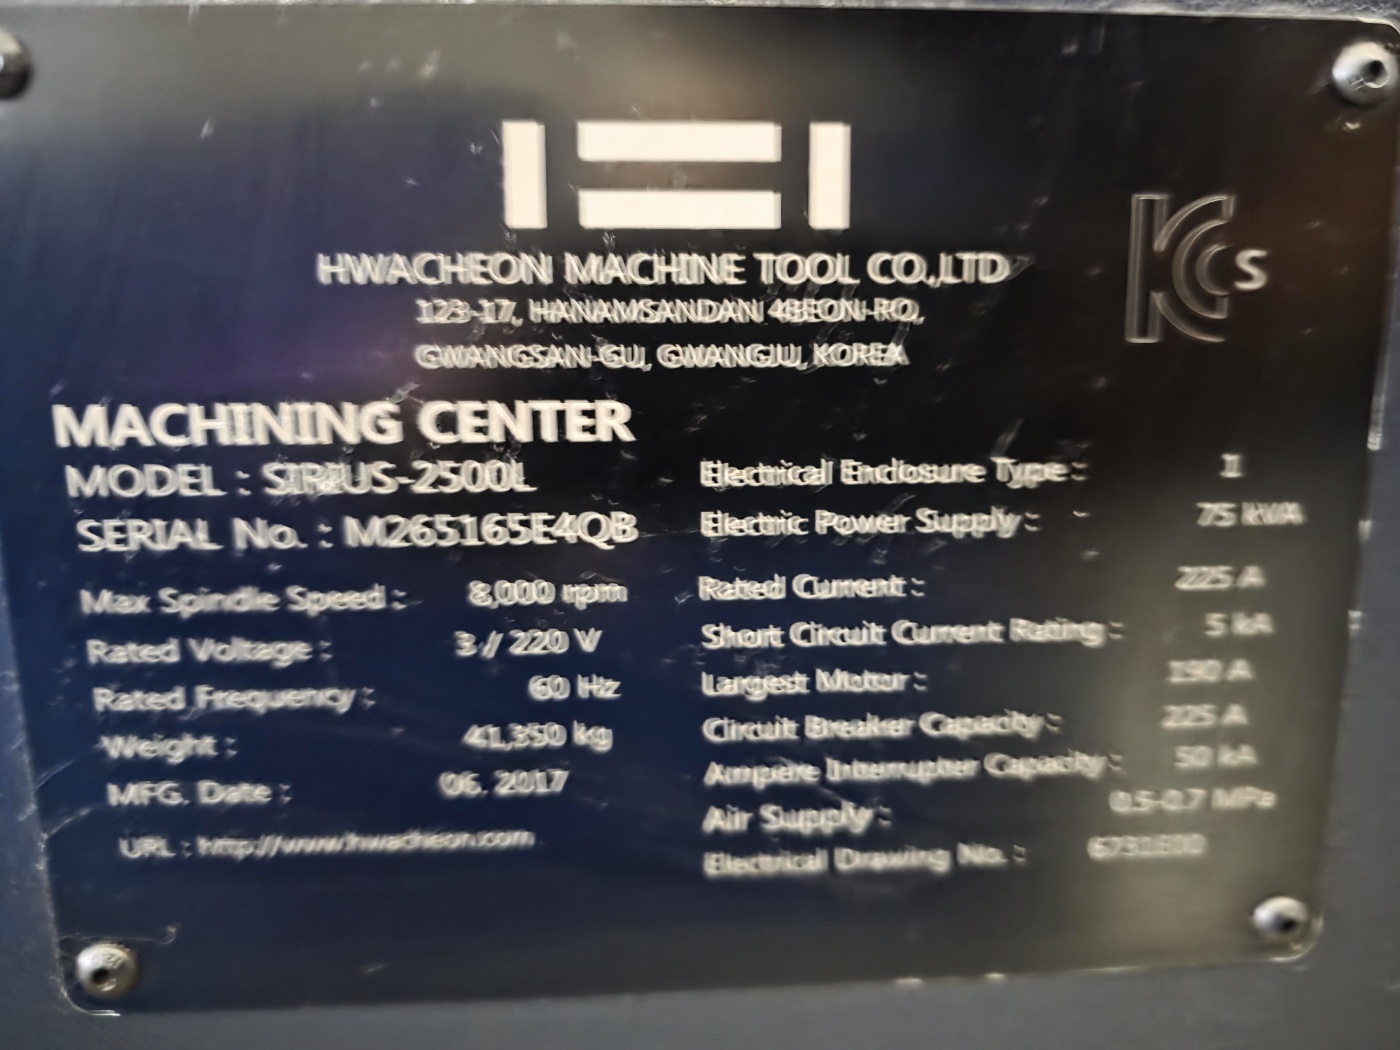 HWACHEON MACHINE TOOL CO.,LTD
123-17, HANAMSANDAN 4BEON-RO,
GWANGSAN-GU, GWANGJU, KOREA
KCs
MACHINING CENTER
MODEL : SIRIUS-2500L
SERIAL No. : M265165E4QB
Max Spindle Speed : 8,000 rpm
Rated Voltage : 3 / / 220 V
Rated Frequency : 60 Hz
Weight : 41,350 kg
MFG. Date : 06. 2017
URL : http://www.hwacheon.com
Electrical Enclosure Type : 1
Electric Power Supply : 75 kVA
Rated Current : 225 A
Short Circuit Current Rating : 5 kA
Largest Motor : 190 A
Circuit Breaker Capacity : 225 A
Ampere Interrupter Capacity : 50 kA
Air Supply : 0.5-0.7 MPa
Electrical Drawing No. :